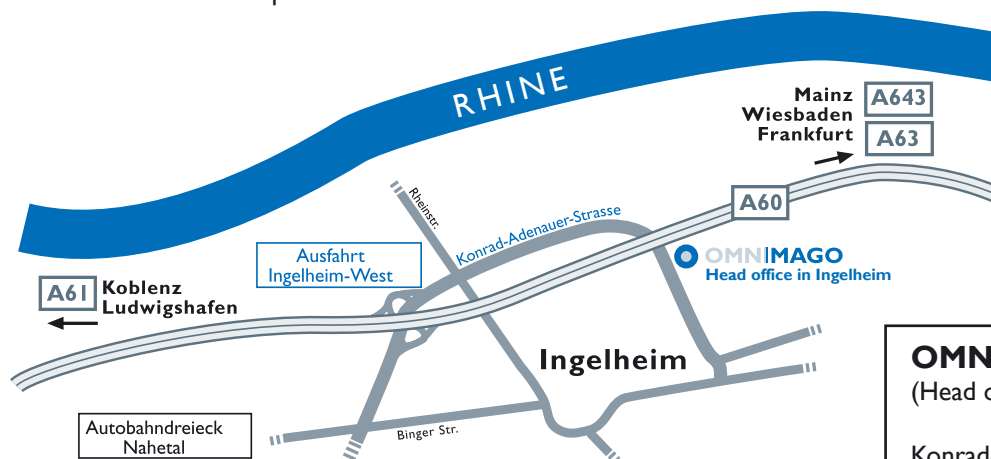 RHINE
Mainz
Wiesbaden
Frankfurt
A643
A63
A60
Rheinstr.
Konrad-Adenauer-Strasse
Ausfahrt
Ingelheim-West
OMNIMAGO
Head office in Ingelheim
A61
Koblenz
Ludwigshafen
Ingelheim
Autobahndreieck
Nahetal
Binger Str.
OMN
(Head
Konrad